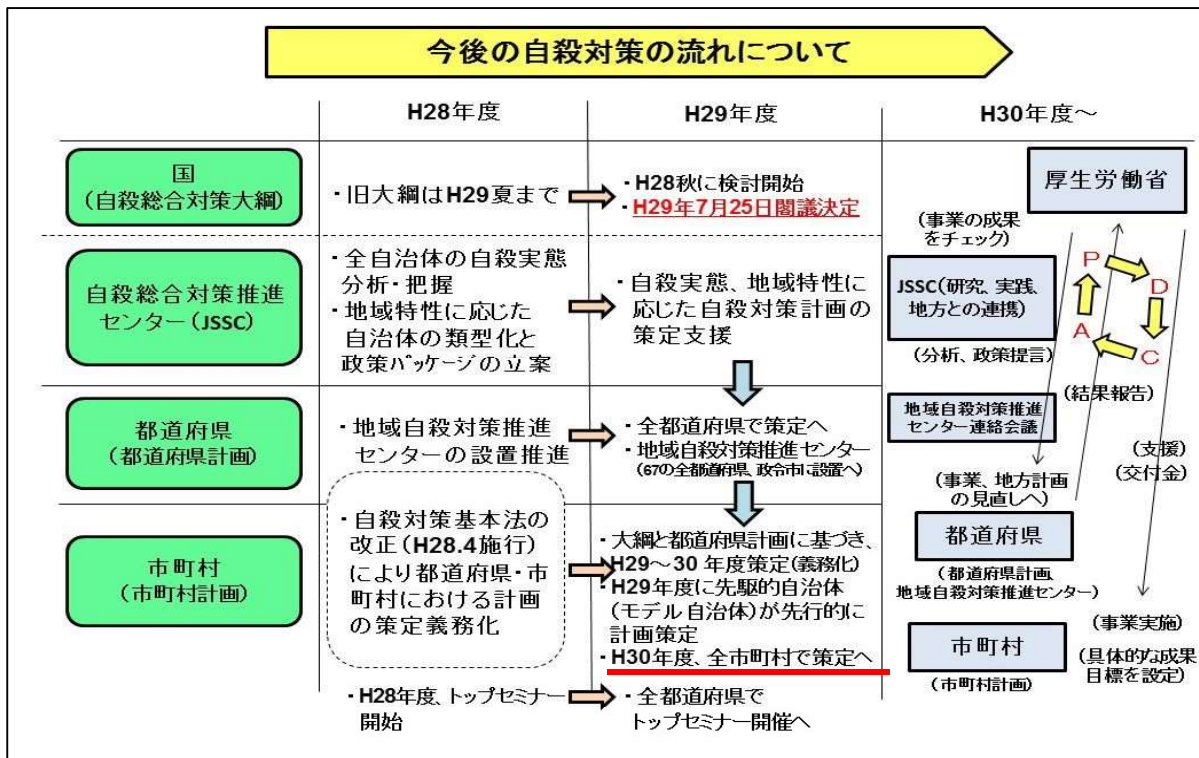 今後の自殺対策の流れについて
H28年度
H29年度
H30年度～
国
(自殺総合対策大綱)
・旧大綱はH29夏まで
・H28秋に検討開始
・H29年7月25日閣議決定
自殺総合対策推進
センター(JSSC)
・全自治体の自殺実態
分析・把握
・地域特性に応じた
自治体の類型化と
政策パッケージの立案
・自殺実態、地域特性に
応じた自殺対策計画の
策定支援
都道府県
(都道府県計画)
・地域自殺対策推進
センターの設置推進
・全都道府県で策定へ
・地域自殺対策推進センター
(67の全都道府県、政令市に設置へ)
市町村
(市町村計画)
・自殺対策基本法の
改正(H28.4施行)
により都道府県・市
町村における計画
の策定義務化
・大綱と都道府県計画に基づき、
H29～30年度策定(義務化)
・H29年度に先駆的自治体
(モデル自治体)が先行的に
計画策定
・H30年度、全市町村で策定へ
・H28年度、トップセミナー
開始
・全都道府県で
トップセミナー開催へ
厚生労働省
(事業の成果
をチェック)
JSSC(研究、実践、
地方との連携)
(分析、政策提言)
P
D
A
C
(結果報告)
地域自殺対策推進
センター連絡会議
(支援)
(交付金)
(事業、地方計画
の見直しへ)
都道府県
(都道府県計画、
地域自殺対策推進センター)
(事業実施)
市町村
(市町村計画)
(具体的な成果
目標を設定)